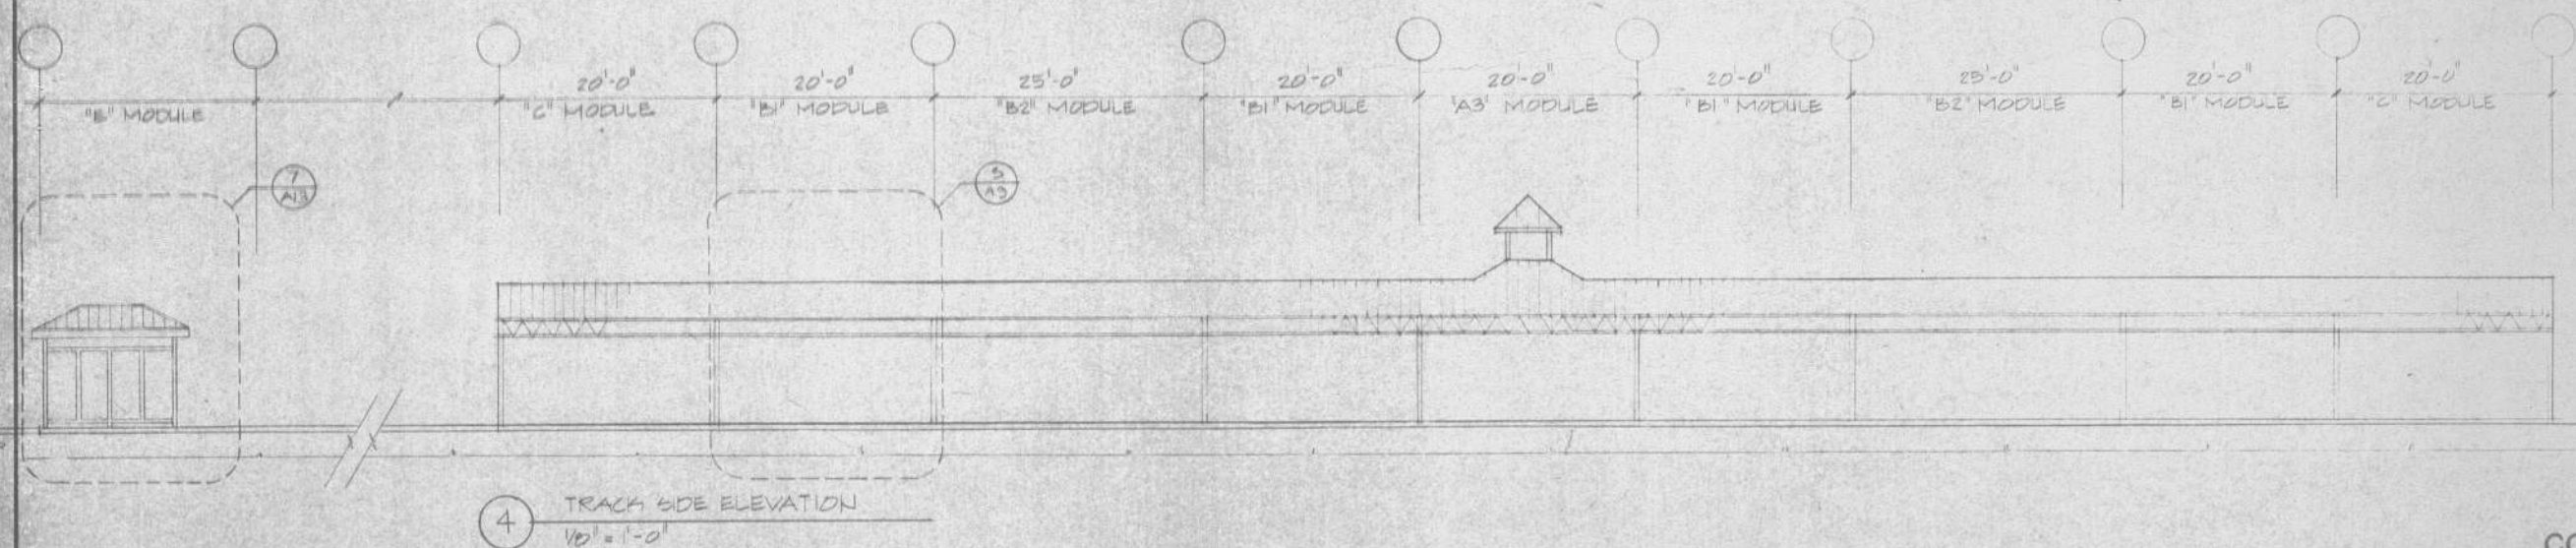 20'-0" 20'-0" 25'-0" 20'-0" 20'-0" 20'-0" 25'-0" 20'-0" 20'-0"
"E" MODULE "C" MODULE "B1" MODULE "B2" MODULE "B1" MODULE "A3" MODULE "B1" MODULE "B2" MODULE "B1" MODULE "C" MODULE
7
A13
5
A9
4
TRACK SIDE ELEVATION
1/8" = 1'-0"
CO